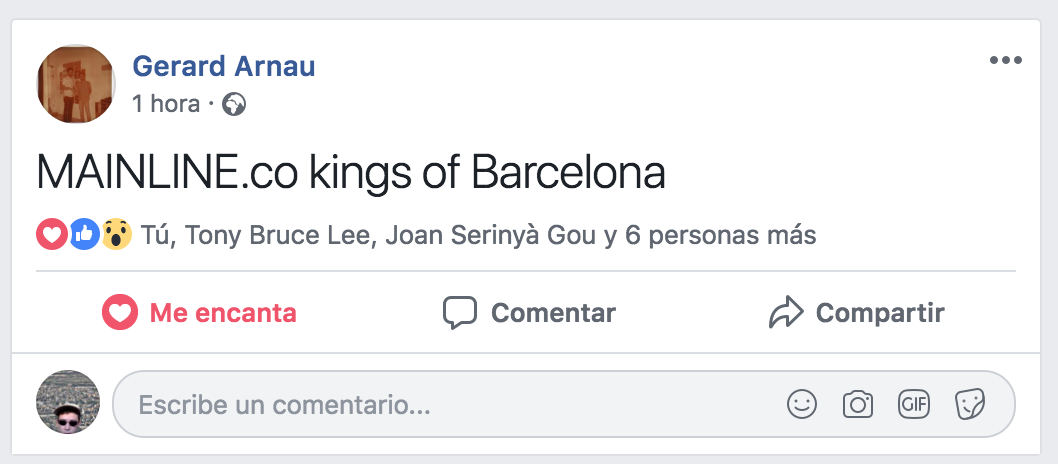 Gerard Arnau
1 hora ·
MAINLINE.co kings of Barcelona
Tú, Tony Bruce Lee, Joan Serinyà Gou y 6 personas más
Me encanta Comentar Compartir
Escribe un comentario... GIF